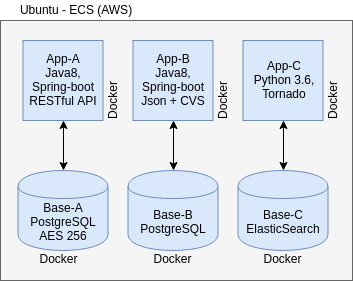 Ubuntu - ECS (AWS)
App-A
Java8,
Spring-boot
RESTful API
Docker
App-B
Java8,
Spring-boot
Json + CVS
Docker
App-C
Python 3.6,
Tornado
Docker
Base-A
PostgreSQL
AES 256
Docker
Base-B
PostgreSQL
Docker
Base-C
ElasticSearch
Docker